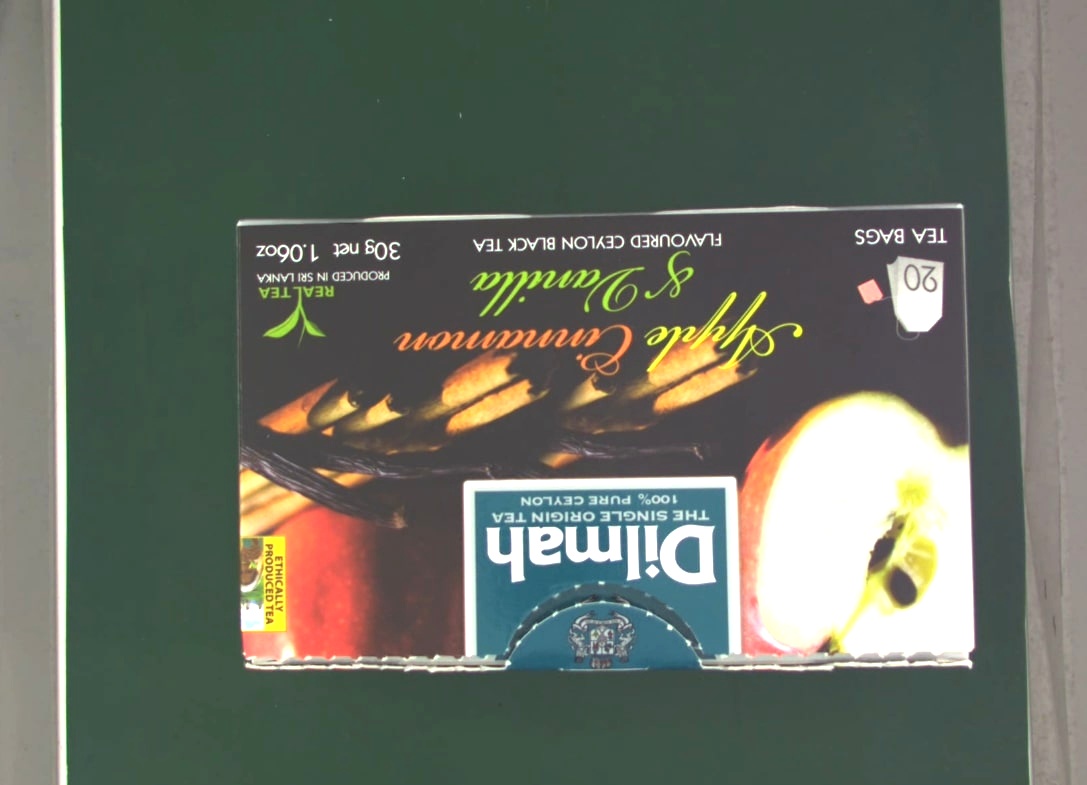 Dilmah
THE SINGLE ORIGIN TEA
100% PURE CEYLON
ETHICALLY
PRODUCED TEA
Apple Cinnamon
& Vanilla
FLAVOURED CEYLON BLACK TEA
20
TEA BAGS
REAL TEA
PRODUCED IN SRI LANKA
30g net 1.06oz